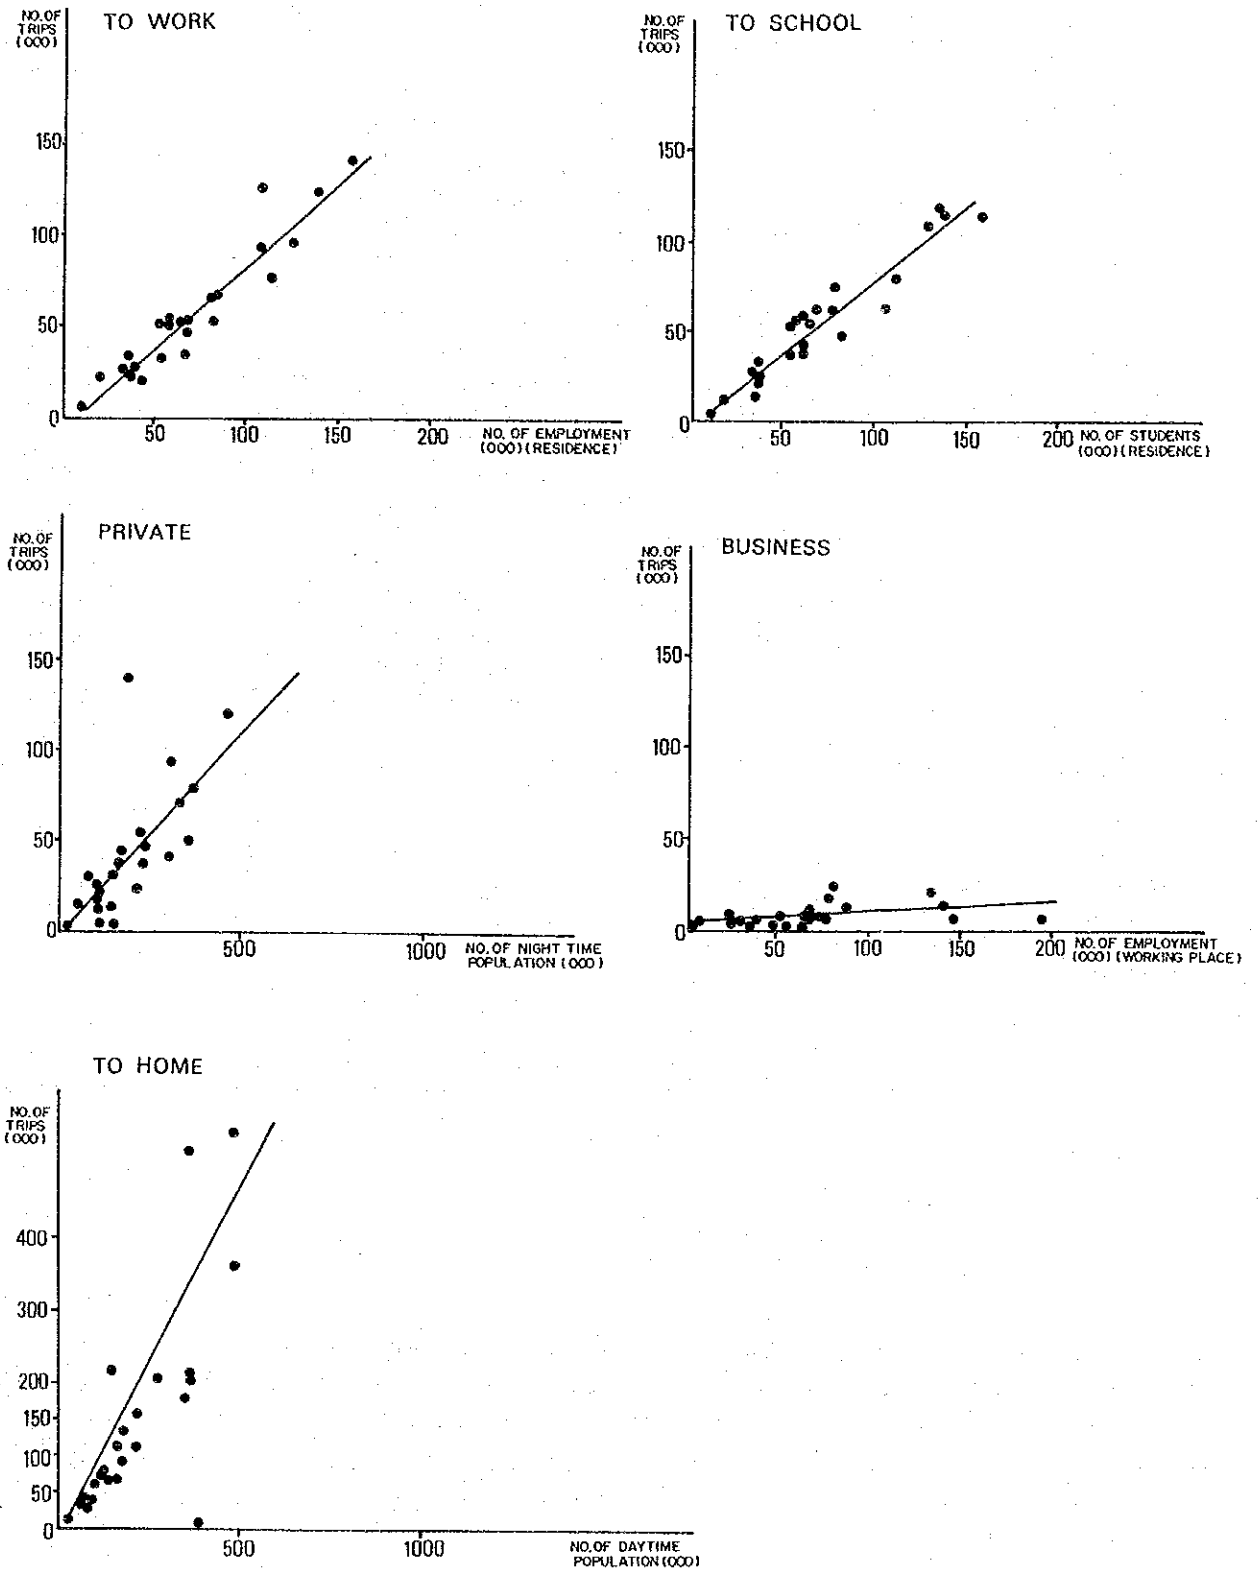 NO. OF
TRIPS
(000)
TO WORK
150
100
50
0
50
100
150
200
NO. OF EMPLOYMENT
(000) (RESIDENCE)
NO. OF
TRIPS
(000)
TO SCHOOL
150
100
50
0
50
100
150
200
NO. OF STUDENTS
(000) (RESIDENCE)
NO. OF
TRIPS
(000)
PRIVATE
150
100
50
0
500
1000
NO. OF NIGHT TIME
POPULATION (000)
NO. OF
TRIPS
(000)
BUSINESS
150
100
50
0
50
100
150
200
NO. OF EMPLOYMENT
(000) (WORKING PLACE)
TO HOME
NO. OF
TRIPS
(000)
400
300
200
150
100
50
0
500
1000
NO. OF DAYTIME
POPULATION (000)